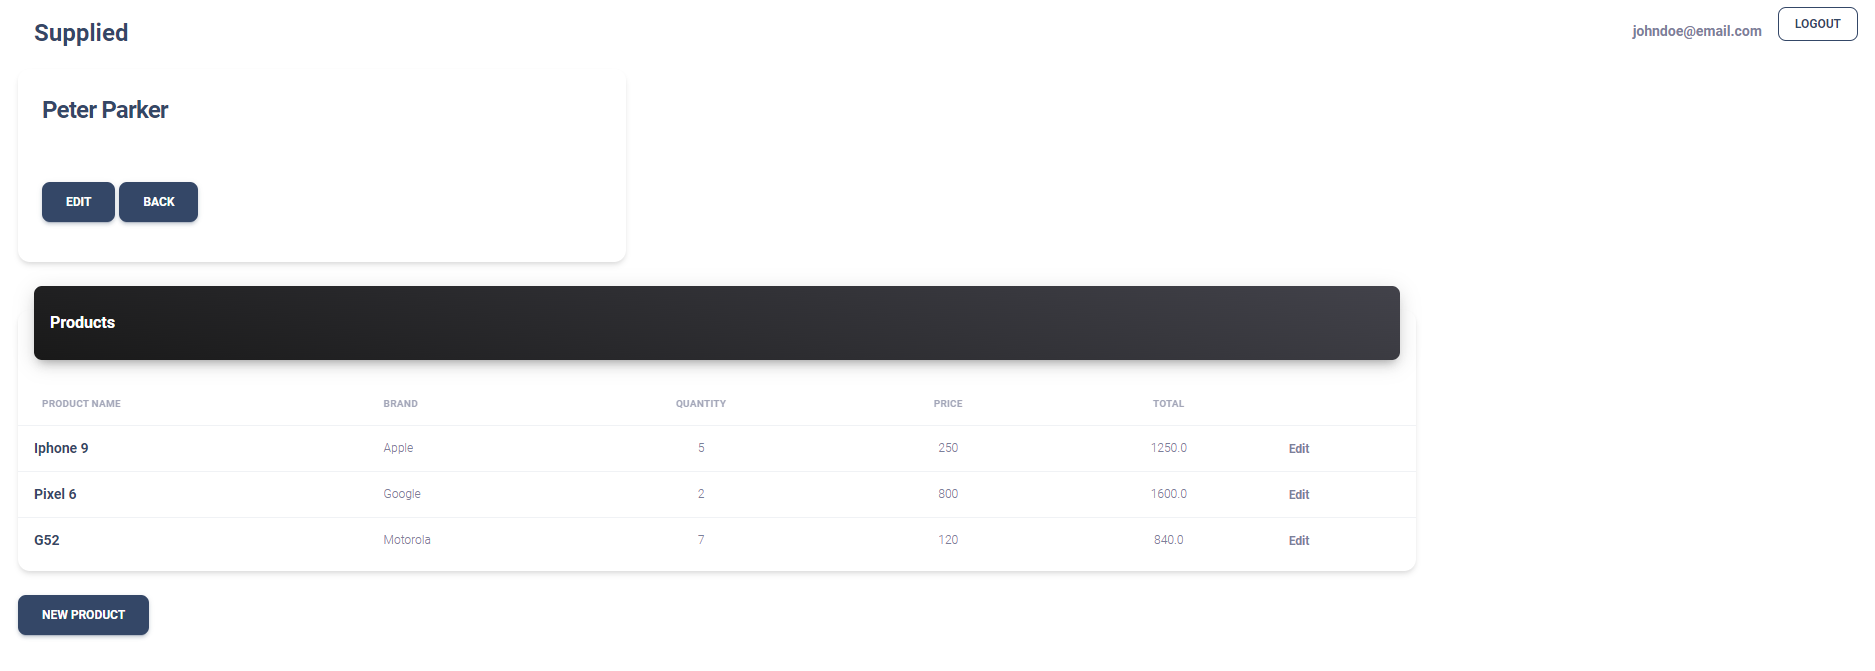 Supplied
johndoe@email.com LOGOUT
Peter Parker
EDIT BACK
Products
PRODUCT NAME BRAND QUANTITY PRICE TOTAL
Iphone 9 Apple 5 250 1250.0 Edit
Pixel 6 Google 2 800 1600.0 Edit
G52 Motorola 7 120 840.0 Edit
NEW PRODUCT